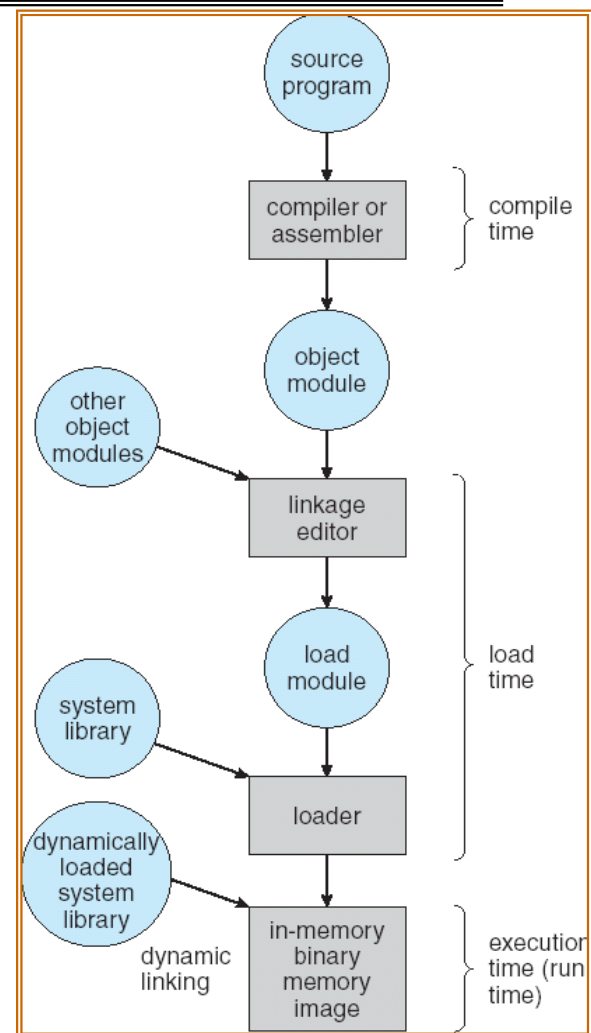 source
program
compiler or
assembler
compile
time
object
module
other
object
modules
linkage
editor
load
module
load
time
system
library
loader
dynamically
loaded
system
library
dynamic
linking
in-memory
binary
memory
image
execution
time (run
time)